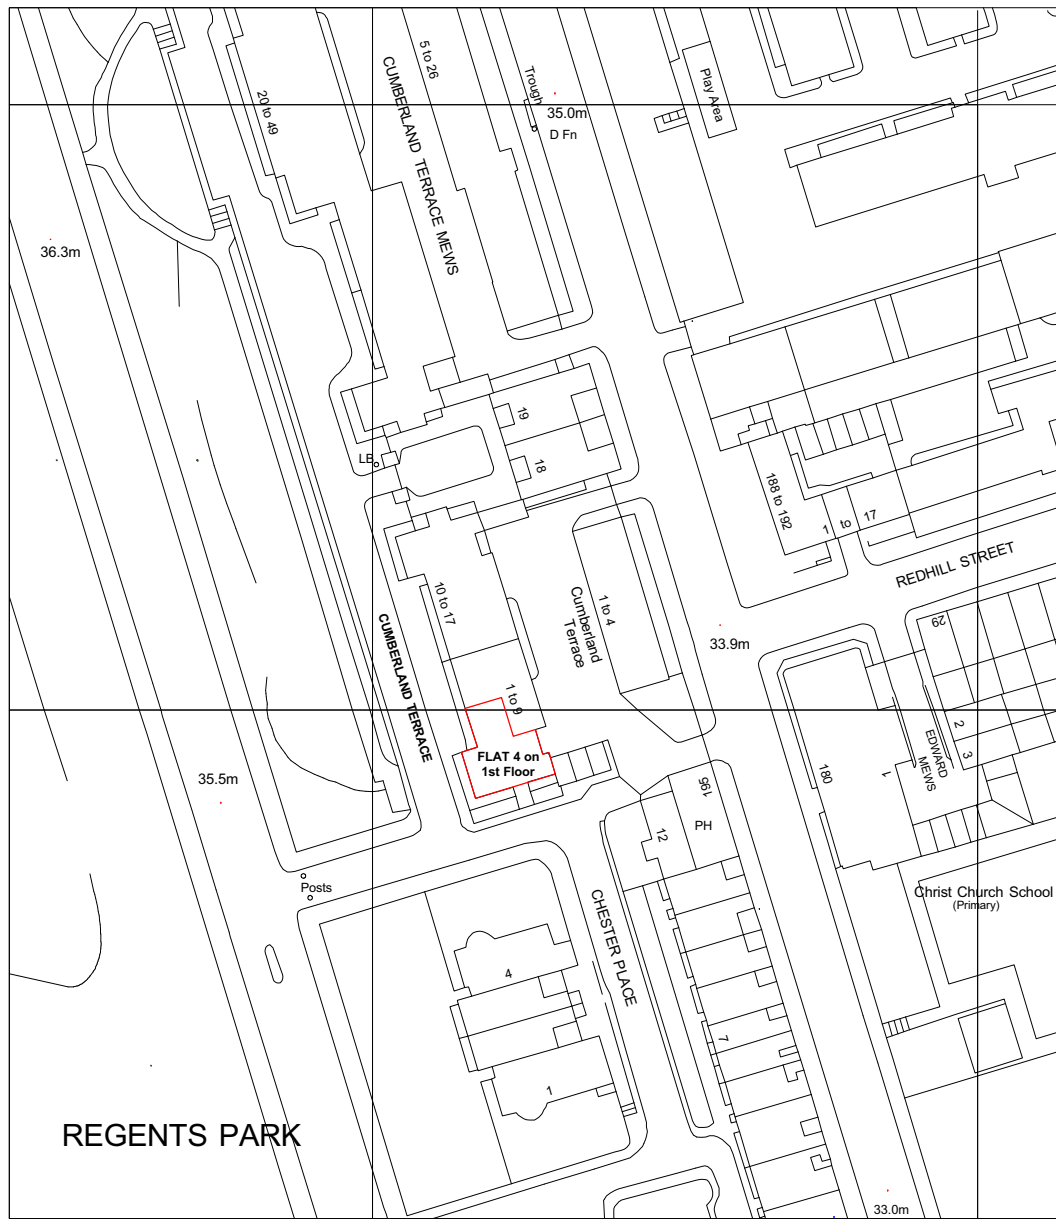 5 to 26
CUMBERLAND TERRACE MEWS
Trough
35.0m
D Fn
Play Area
20 to 49
36.3m
19
18
LB
188 to 192
1 to 17
REDHILL STREET
10 to 17
CUMBERLAND TERRACE
1 to 4
Cumberland
Terrace
33.9m
29
1 to 9
2
3
EDWARD
MEWS
FLAT 4 on
1st Floor
35.5m
180
1
195
PH
12
Posts
Christ Church School
(Primary)
CHESTER PLACE
4
7
1
REGENTS PARK
33.0m